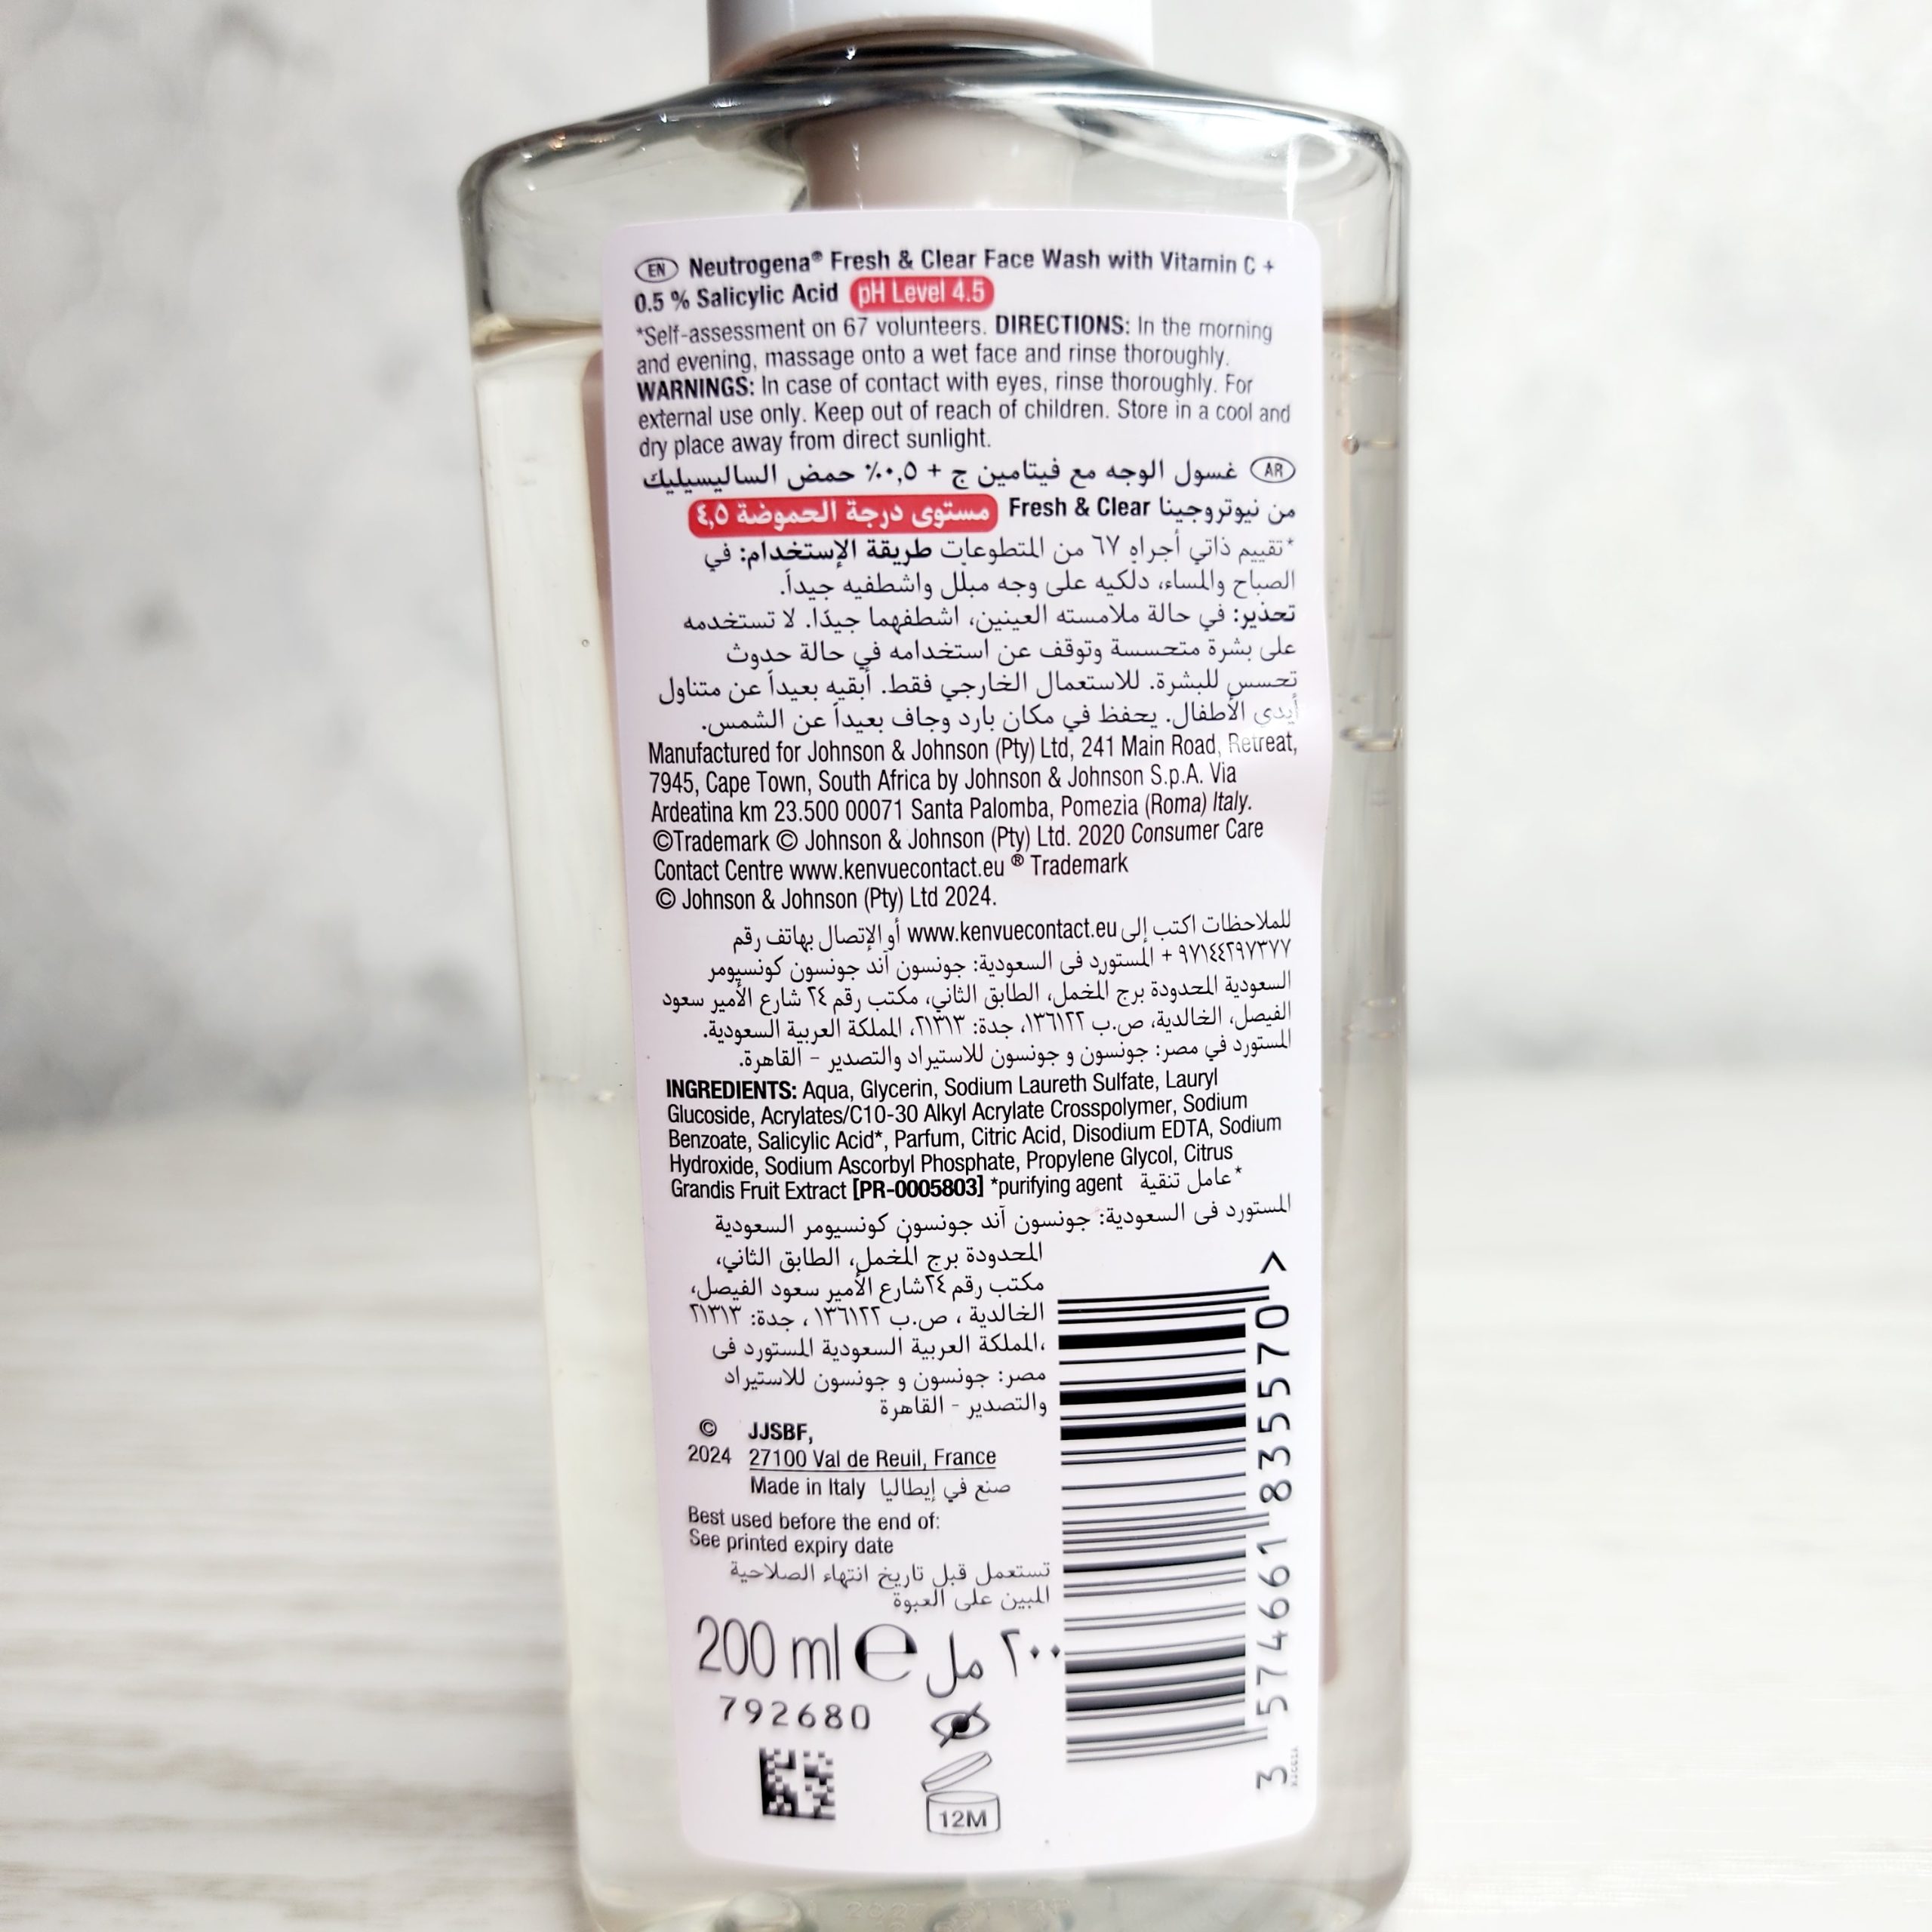 EN Neutrogena® Fresh & Clear Face Wash with Vitamin C +
0.5 % Salicylic Acid pH Level 4.5
*Self-assessment on 67 volunteers. DIRECTIONS: In the morning
and evening, massage onto a wet face and rinse thoroughly.
WARNINGS: In case of contact with eyes, rinse thoroughly. For
external use only. Keep out of reach of children. Store in a cool and
dry place away from direct sunlight.
AR غسول الوجه مع فيتامين ج + ٠,٥٪ حمض الساليسيليك
من نيوتروجينا Fresh & Clear مستوى درجة الحموضة ٤,٥
*تقييم ذاتي أجراه ٦٧ من المتطوعات طريقة الإستخدام: في
الصباح والمساء، دلكيه على وجه مبلل واشطفيه جيداً.
تحذير: في حالة ملامسته العينين، اشطفهما جيدًا. لا تستخدمه
على بشرة متحسسة وتوقف عن استخدامه في حالة حدوث
تحسس للبشرة. للاستعمال الخارجي فقط. أبقيه بعيداً عن متناول
أيدى الأطفال. يحفظ في مكان بارد وجاف بعيداً عن الشمس.
Manufactured for Johnson & Johnson (Pty) Ltd, 241 Main Road, Retreat,
7945, Cape Town, South Africa by Johnson & Johnson S.p.A. Via
Ardeatina km 23.500 00071 Santa Palomba, Pomezia (Roma) Italy.
©Trademark © Johnson & Johnson (Pty) Ltd. 2020 Consumer Care
Contact Centre www.kenvuecontact.eu ® Trademark
© Johnson & Johnson (Pty) Ltd 2024.
للملاحظات اكتب إلى www.kenvuecontact.eu أو الإتصال بهاتف رقم
٩٧١٤٤٢٩٧٣٧٧ + المستورد فى السعودية: جونسون آند جونسون كونسيومر
السعودية المحدودة برج المُخمل، الطابق الثاني، مكتب رقم ٢٤ شارع الأمير سعود
الفيصل، الخالدية، ص.ب ١٣٦١٢٢، جدة: ٢١٣١٣، المملكة العربية السعودية.
المستورد في مصر: جونسون و جونسون للاستيراد والتصدير – القاهرة.
INGREDIENTS: Aqua, Glycerin, Sodium Laureth Sulfate, Lauryl
Glucoside, Acrylates/C10-30 Alkyl Acrylate Crosspolymer, Sodium
Benzoate, Salicylic Acid*, Parfum, Citric Acid, Disodium EDTA, Sodium
Hydroxide, Sodium Ascorbyl Phosphate, Propylene Glycol, Citrus
Grandis Fruit Extract [PR-0005803] *purifying agent *عامل تنقية
المستورد فى السعودية: جونسون آند جونسون كونسيومر السعودية
المحدودة برج المُخمل، الطابق الثاني،
مكتب رقم ٢٤شارع الأمير سعود الفيصل،
الخالدية ، ص.ب ١٣٦١٢٢ ، جدة: ٢١٣١٣
،المملكة العربية السعودية المستورد فى
مصر: جونسون و جونسون للاستيراد
والتصدير - القاهرة
© JJSBF,
2024 27100 Val de Reuil, France
Made in Italy صنع في إيطاليا
Best used before the end of:
See printed expiry date
تستعمل قبل تاريخ انتهاء الصلاحية
المبين على العبوة
200 ml e ٢٠٠ مل
792680
12M
3 574661 835570 >